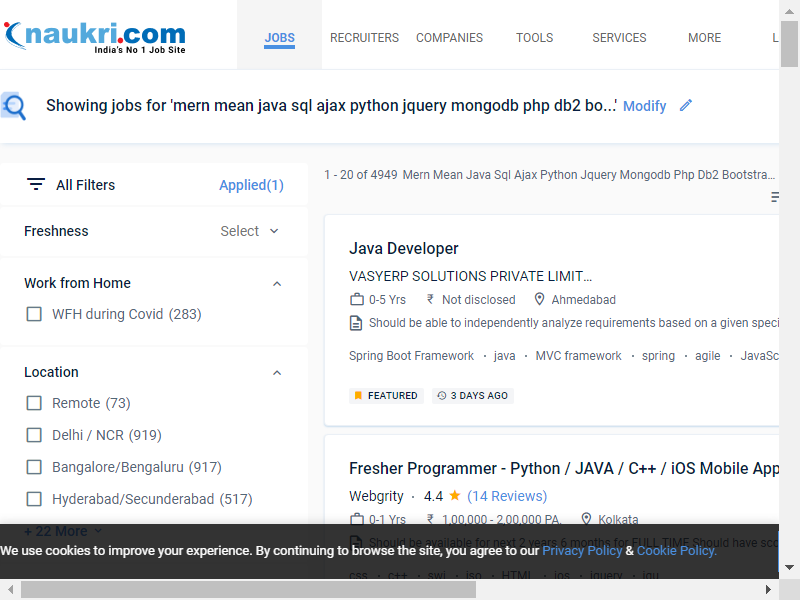 naukri.com
India's No 1 Job Site
JOBS RECRUITERS COMPANIES TOOLS SERVICES MORE L
Showing jobs for 'mern mean java sql ajax python jquery mongodb php db2 bo...' Modify
All Filters Applied(1)
Freshness Select
Work from Home
WFH during Covid (283)
Location
Remote (73)
Delhi / NCR (919)
Bangalore/Bengaluru (917)
Hyderabad/Secunderabad (517)
+ 22 More
1 - 20 of 4949 Mern Mean Java Sql Ajax Python Jquery Mongodb Php Db2 Bootstra...
Java Developer
VASYERP SOLUTIONS PRIVATE LIMIT...
0-5 Yrs ₹ Not disclosed Ahmedabad
Should be able to independently analyze requirements based on a given speci
Spring Boot Framework · java · MVC framework · spring · agile · JavaSc
FEATURED 3 DAYS AGO
Fresher Programmer - Python / JAVA / C++ / iOS Mobile App
Webgrity · 4.4 ★ (14 Reviews)
0-1 Yrs ₹ 1,00,000 - 2,00,000 PA. Kolkata
Should be available for next 2 years 6 months for FULL TIME Should have sc
We use cookies to improve your experience. By continuing to browse the site, you agree to our Privacy Policy & Cookie Policy.
css · c++ · swi · jsp · HTML · ios · jquery · jqu